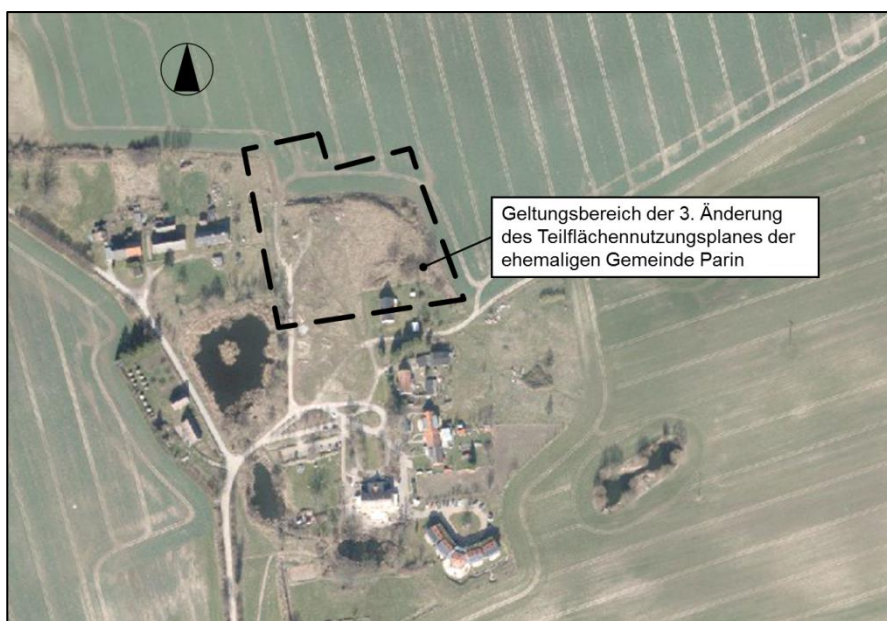 Geltungsbereich der 3. Änderung
des Teilflächennutzungsplanes der
ehemaligen Gemeinde Parin